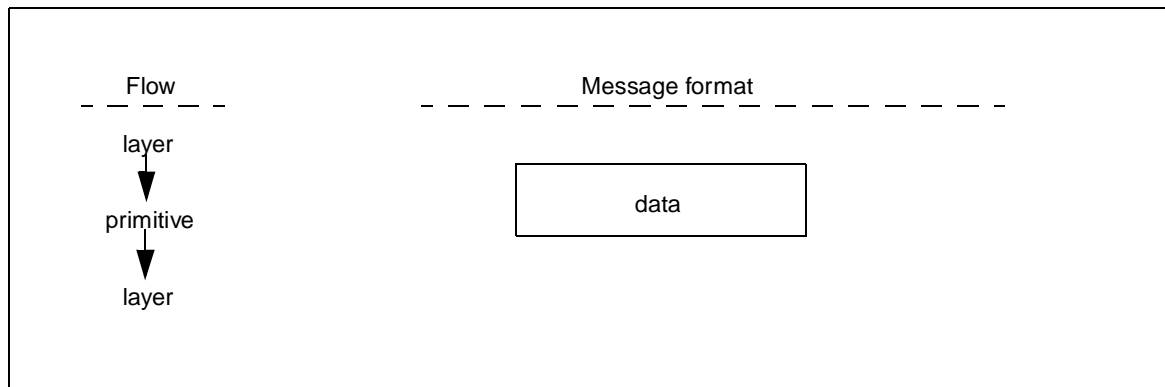 Flow
Message format
layer
primitive
data
layer